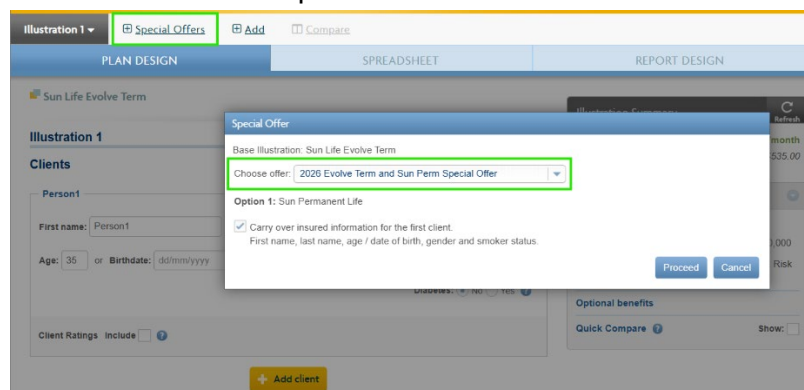 Illustration 1
Special Offers
Add
Compare
PLAN DESIGN
SPREADSHEET
REPORT DESIGN
Sun Life Evolve Term
Refresh
Illustration 1
Special Offer
/month
535.00
Base Illustration: Sun Life Evolve Term
Clients
Choose offer: 2026 Evolve Term and Sun Perm Special Offer
Person1
Option 1: Sun Permanent Life
Carry over insured information for the first client.
First name, last name, age / date of birth, gender and smoker status.
First name: Person1
Age: 35 or Birthdate: dd/mm/yyyy
Proceed Cancel
Risk
Diabetes: No Yes
Optional benefits
Client Ratings Include
Quick Compare Show:
Add client